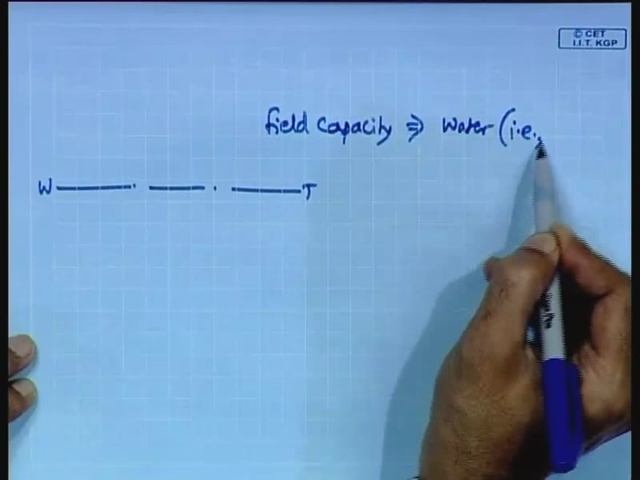 © CET
I.I.T. KGP
field capacity ⇒ water (i.e.,
W T